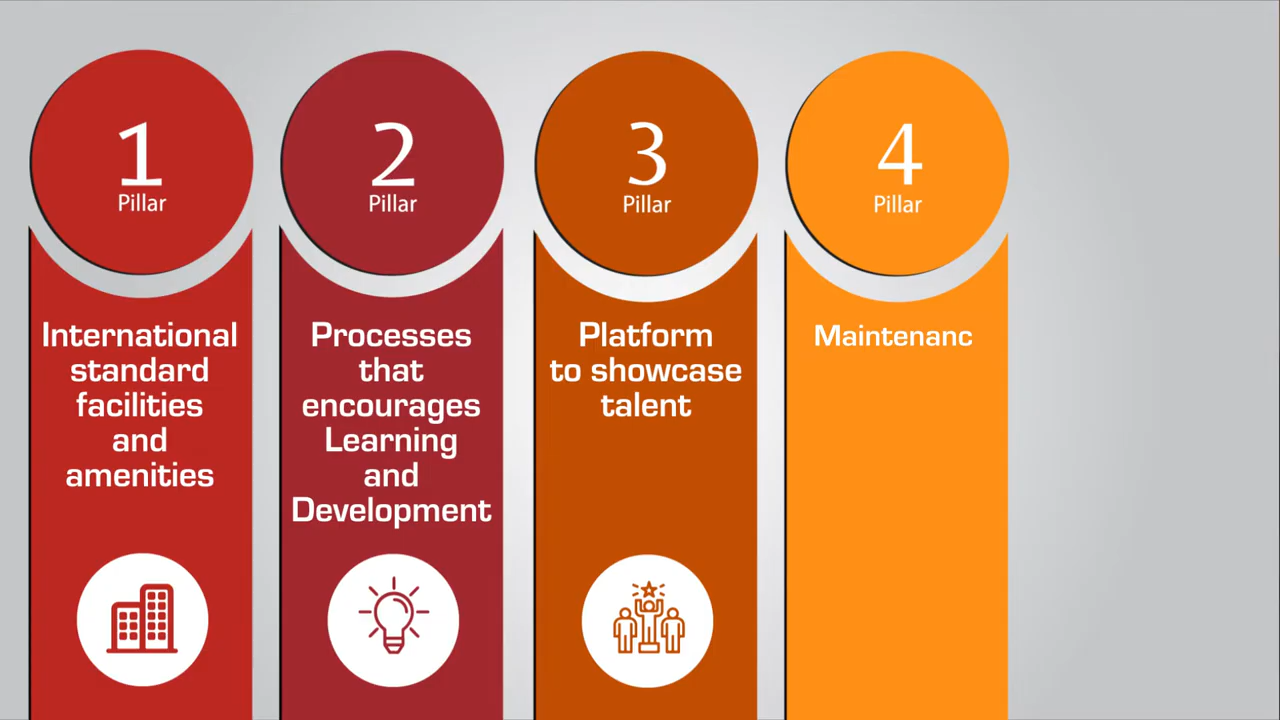 1
Pillar
International
standard
facilities
and
amenities
2
Pillar
Processes
that
encourages
Learning
and
Development
3
Pillar
Platform
to showcase
talent
4
Pillar
Maintenanc